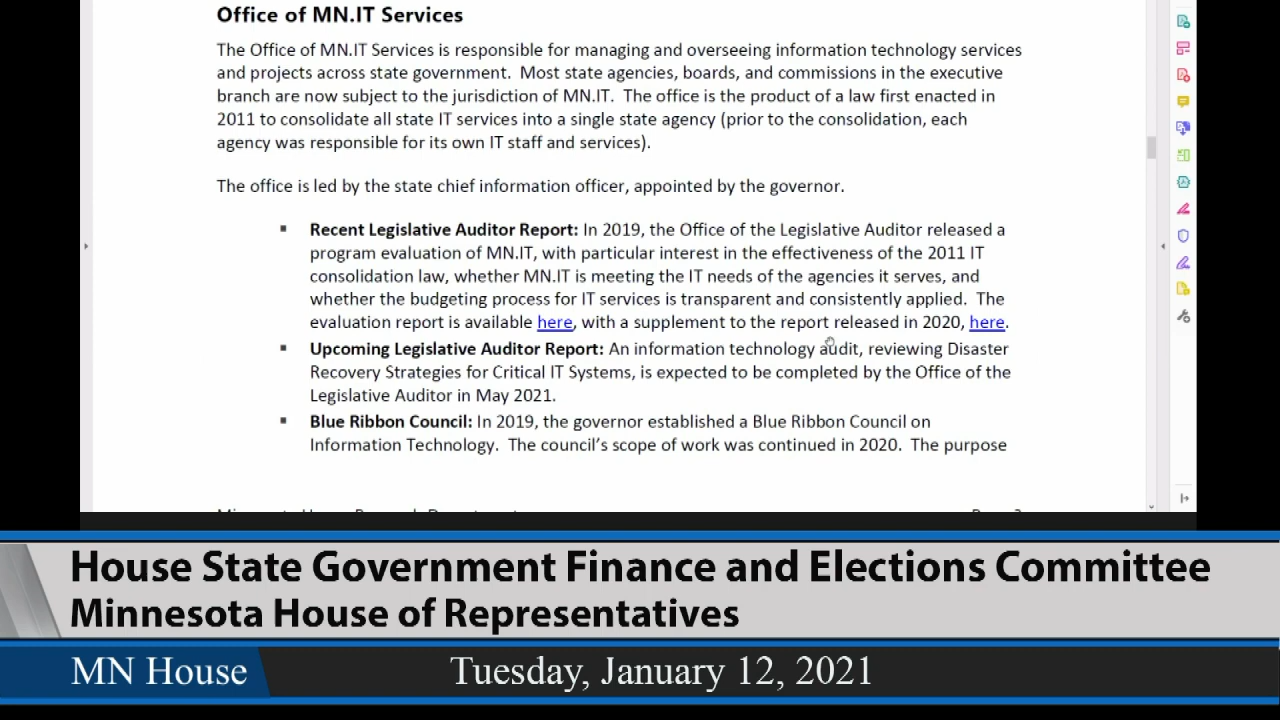 Office of MN.IT Services
The Office of MN.IT Services is responsible for managing and overseeing information technology services
and projects across state government.  Most state agencies, boards, and commissions in the executive
branch are now subject to the jurisdiction of MN.IT.  The office is the product of a law first enacted in
2011 to consolidate all state IT services into a single state agency (prior to the consolidation, each
agency was responsible for its own IT staff and services).
The office is led by the state chief information officer, appointed by the governor.
▪ Recent Legislative Auditor Report: In 2019, the Office of the Legislative Auditor released a
program evaluation of MN.IT, with particular interest in the effectiveness of the 2011 IT
consolidation law, whether MN.IT is meeting the IT needs of the agencies it serves, and
whether the budgeting process for IT services is transparent and consistently applied.  The
evaluation report is available here, with a supplement to the report released in 2020, here.
▪ Upcoming Legislative Auditor Report: An information technology audit, reviewing Disaster
Recovery Strategies for Critical IT Systems, is expected to be completed by the Office of the
Legislative Auditor in May 2021.
▪ Blue Ribbon Council: In 2019, the governor established a Blue Ribbon Council on
Information Technology.  The council's scope of work was continued in 2020.  The purpose
House State Government Finance and Elections Committee
Minnesota House of Representatives
MN House
Tuesday, January 12, 2021